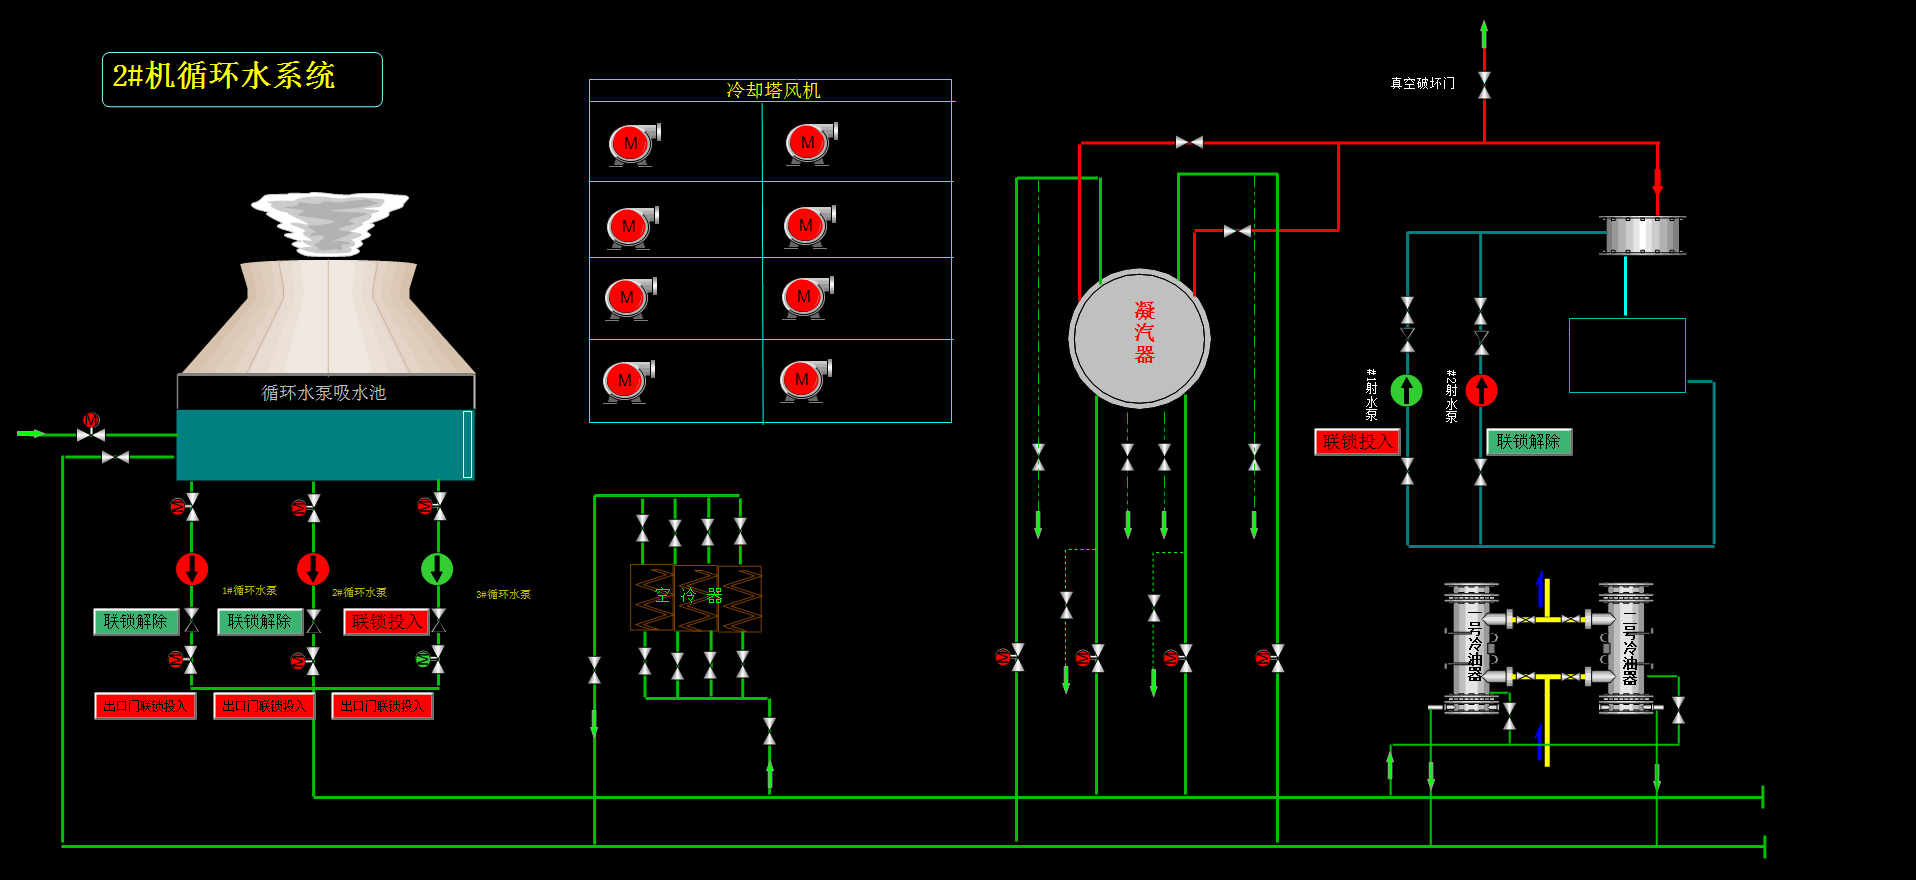 2#机循环水系统
冷却塔风机
M M
M M
M M
M M
真空破坏门
凝汽器
循环水泵吸水池
M
M M M
1#循环水泵
2#循环水泵
3#循环水泵
联锁解除
联锁解除
联锁投入
M M M
出口门联锁投入
出口门联锁投入
出口门联锁投入
空冷器
M M M M
#1射水泵
#2射水泵
联锁投入
联锁解除
一号冷油器
二号冷油器